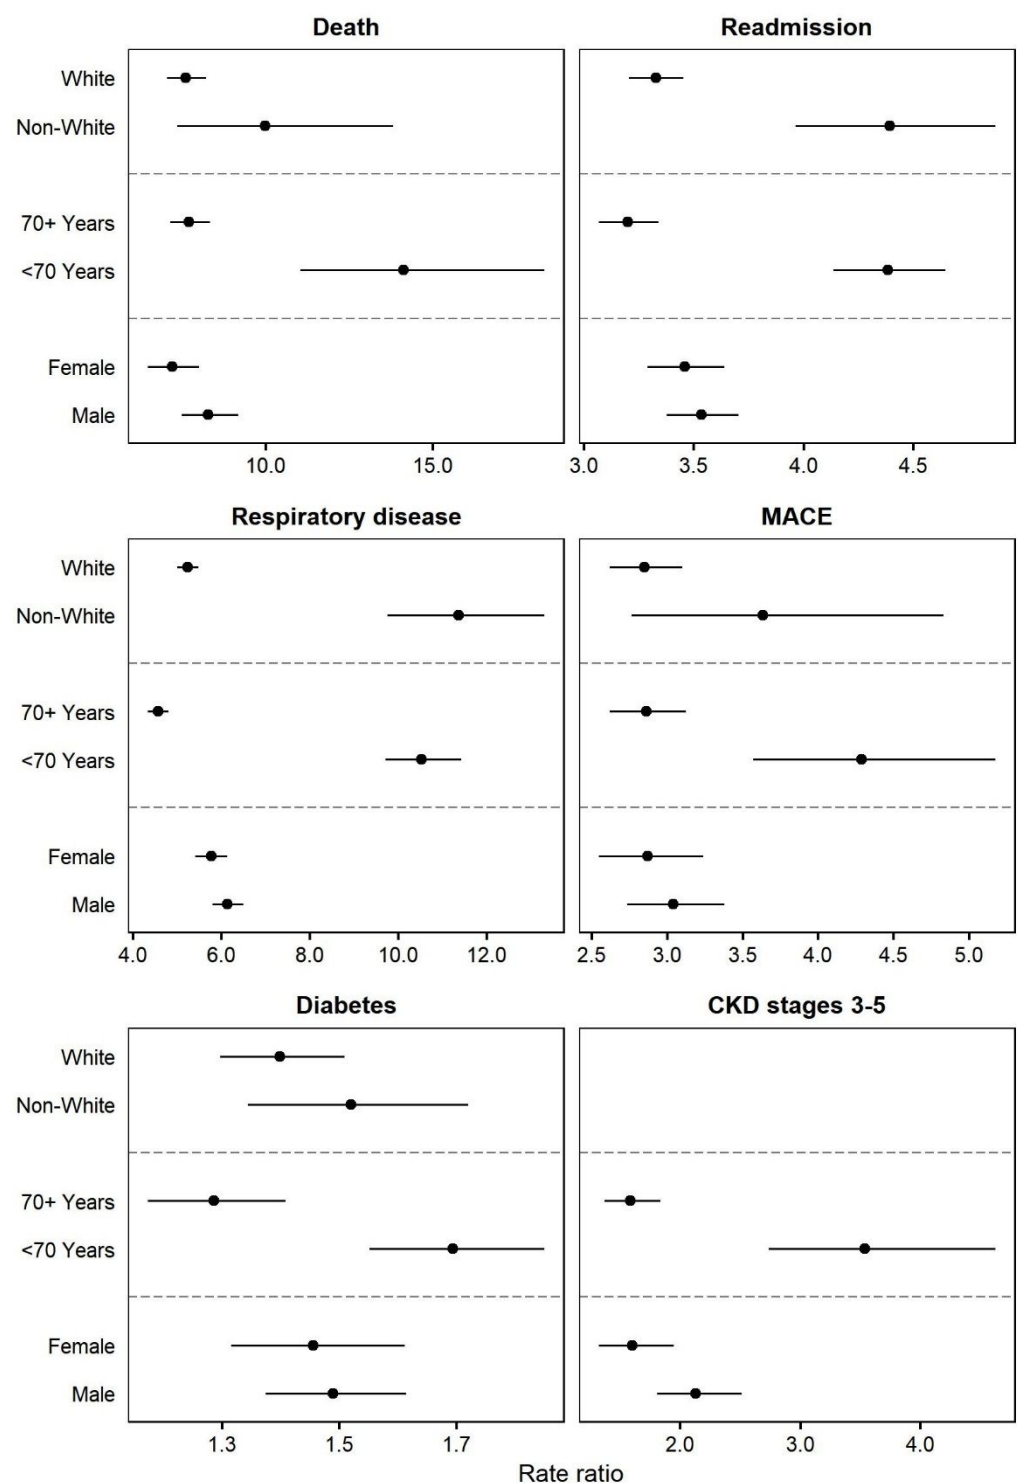 Death
Readmission
White
Non-White
70+ Years
<70 Years
Female
Male
10.0 15.0
3.0 3.5 4.0 4.5
Respiratory disease
MACE
White
Non-White
70+ Years
<70 Years
Female
Male
4.0 6.0 8.0 10.0 12.0
2.5 3.0 3.5 4.0 4.5 5.0
Diabetes
CKD stages 3-5
White
Non-White
70+ Years
<70 Years
Female
Male
1.3 1.5 1.7
2.0 3.0 4.0
Rate ratio